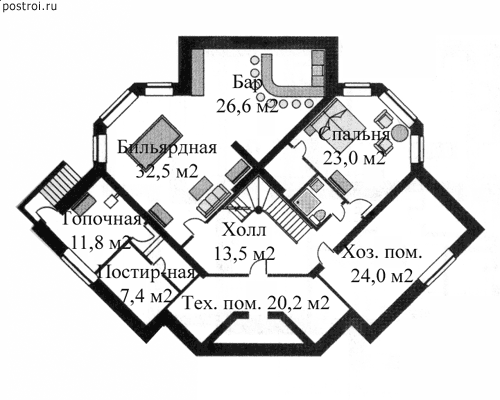 postroi.ru
Бар
26,6 м2
Бильярдная
32,5 м2
Спальня
23,0 м2
Топочная
11,8 м2
Холл
13,5 м2
Хоз. пом.
24,0 м2
Постирная
7,4 м2
Тех. пом. 20,2 м2